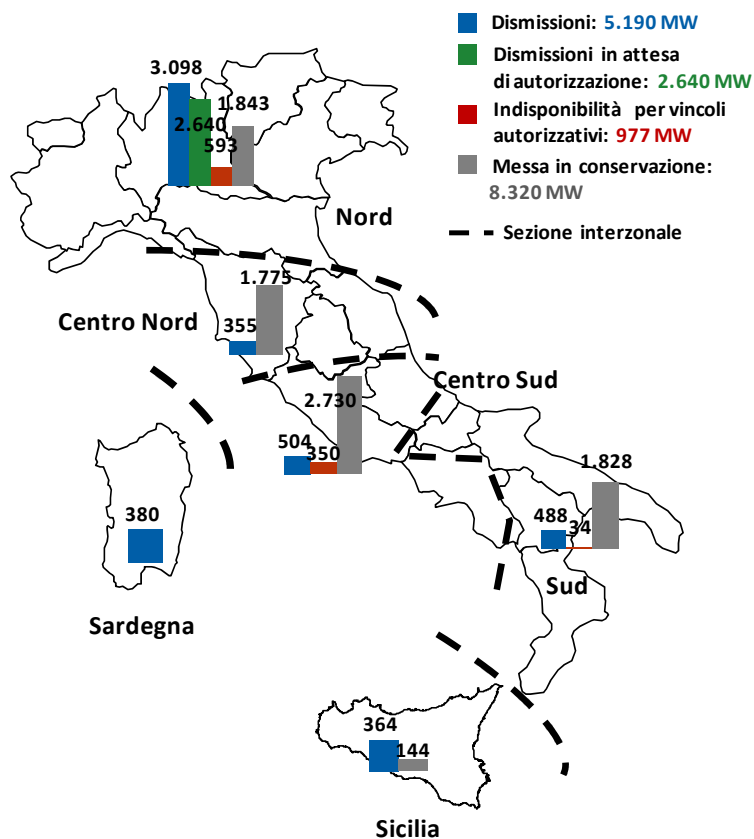 Dismissioni: 5.190 MW
Dismissioni in attesa
di autorizzazione: 2.640 MW
Indisponibilità per vincoli
autorizzativi: 977 MW
Messa in conservazione:
8.320 MW
Sezione interzonale
3.098
2.640
593
1.843
Nord
1.775
355
Centro Nord
Centro Sud
2.730
504
350
1.828
488
34
Sud
380
Sardegna
364
144
Sicilia